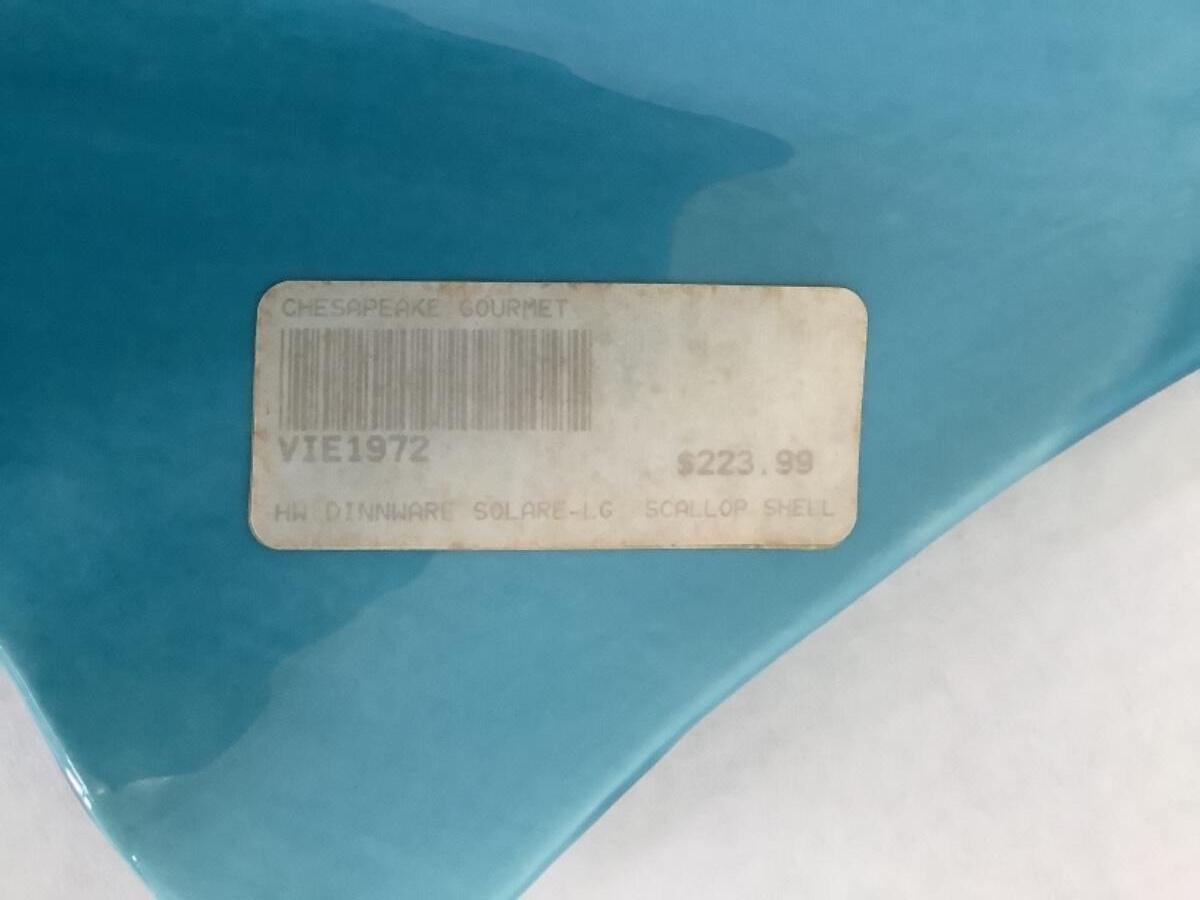 CHESAPEAKE GOURMET
VIE1972
$223.99
HW DINNWARE SOLARE-LG SCALLOP SHELL